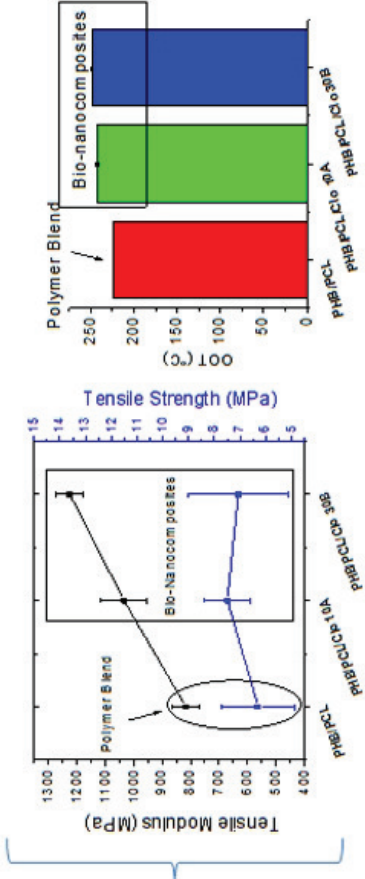 Tensile Modulus (MPa)
1300
1200
1100
1000
900
800
700
600
500
400
Polymer Blend
Bio-Nanocomposites
15
14
13
12
11
10
9
8
7
6
5
4
Tensile Strength (MPa)
PHB/PCL
PHB/PCL/Clo 10A
PHB/PCL/Clo 30B
OOT (°C)
250
200
150
100
50
0
Polymer Blend
Bio-nanocomposites
PHB/PCL
PHB/PCL/Clo 10A
PHB/PCL/Clo 30B